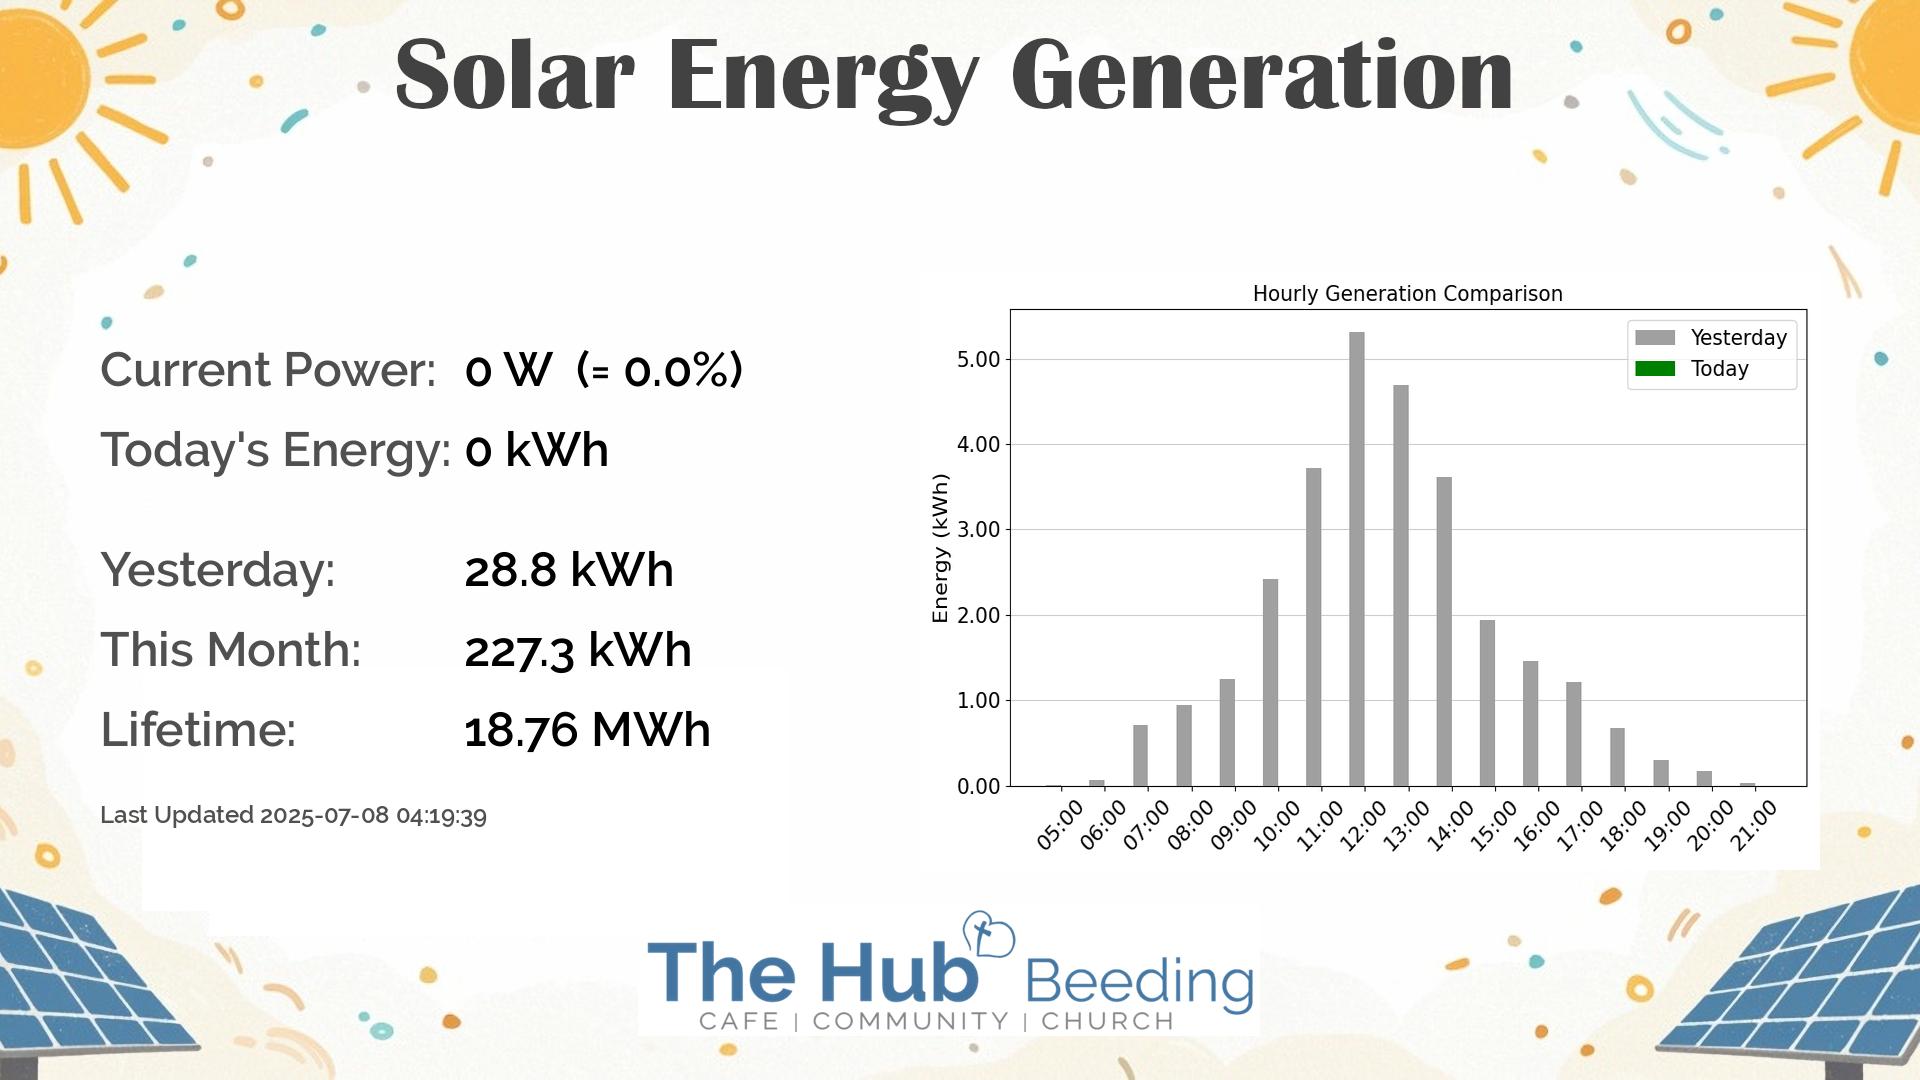 Solar Energy Generation
Current Power: 0 W (= 0.0%)
Today's Energy: 0 kWh
Yesterday: 28.8 kWh
This Month: 227.3 kWh
Lifetime: 18.76 MWh
Last Updated 2025-07-08 04:19:39
Hourly Generation Comparison
Yesterday
Today
Energy (kWh)
5.00
4.00
3.00
2.00
1.00
0.00
05:00 06:00 07:00 08:00 09:00 10:00 11:00 12:00 13:00 14:00 15:00 16:00 17:00 18:00 19:00 20:00 21:00
The Hub Beeding
CAFE | COMMUNITY | CHURCH